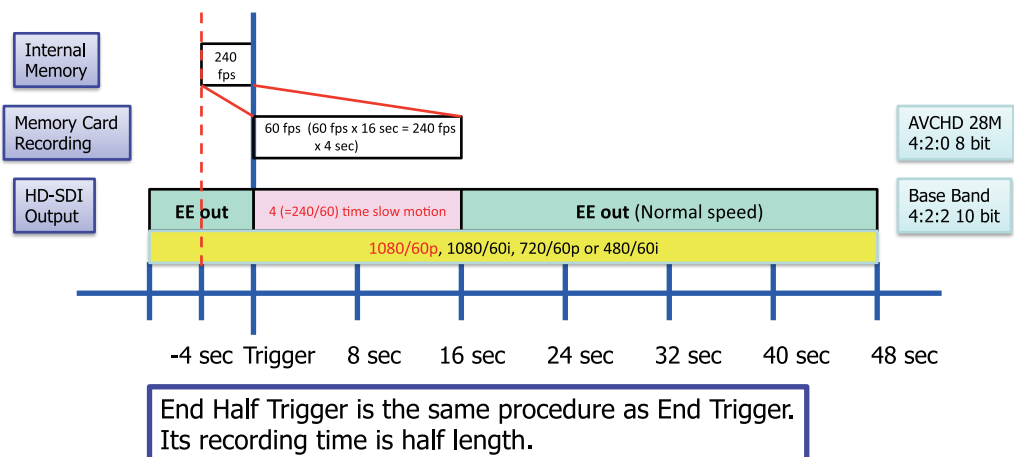 Internal
Memory
240
fps
Memory Card
Recording
60 fps (60 fps x 16 sec = 240 fps
x 4 sec)
AVCHD 28M
4:2:0 8 bit
HD-SDI
Output
EE out
4 (=240/60) time slow motion
EE out (Normal speed)
Base Band
4:2:2 10 bit
1080/60p, 1080/60i, 720/60p or 480/60i
-4 sec Trigger 8 sec 16 sec 24 sec 32 sec 40 sec 48 sec
End Half Trigger is the same procedure as End Trigger.
Its recording time is half length.